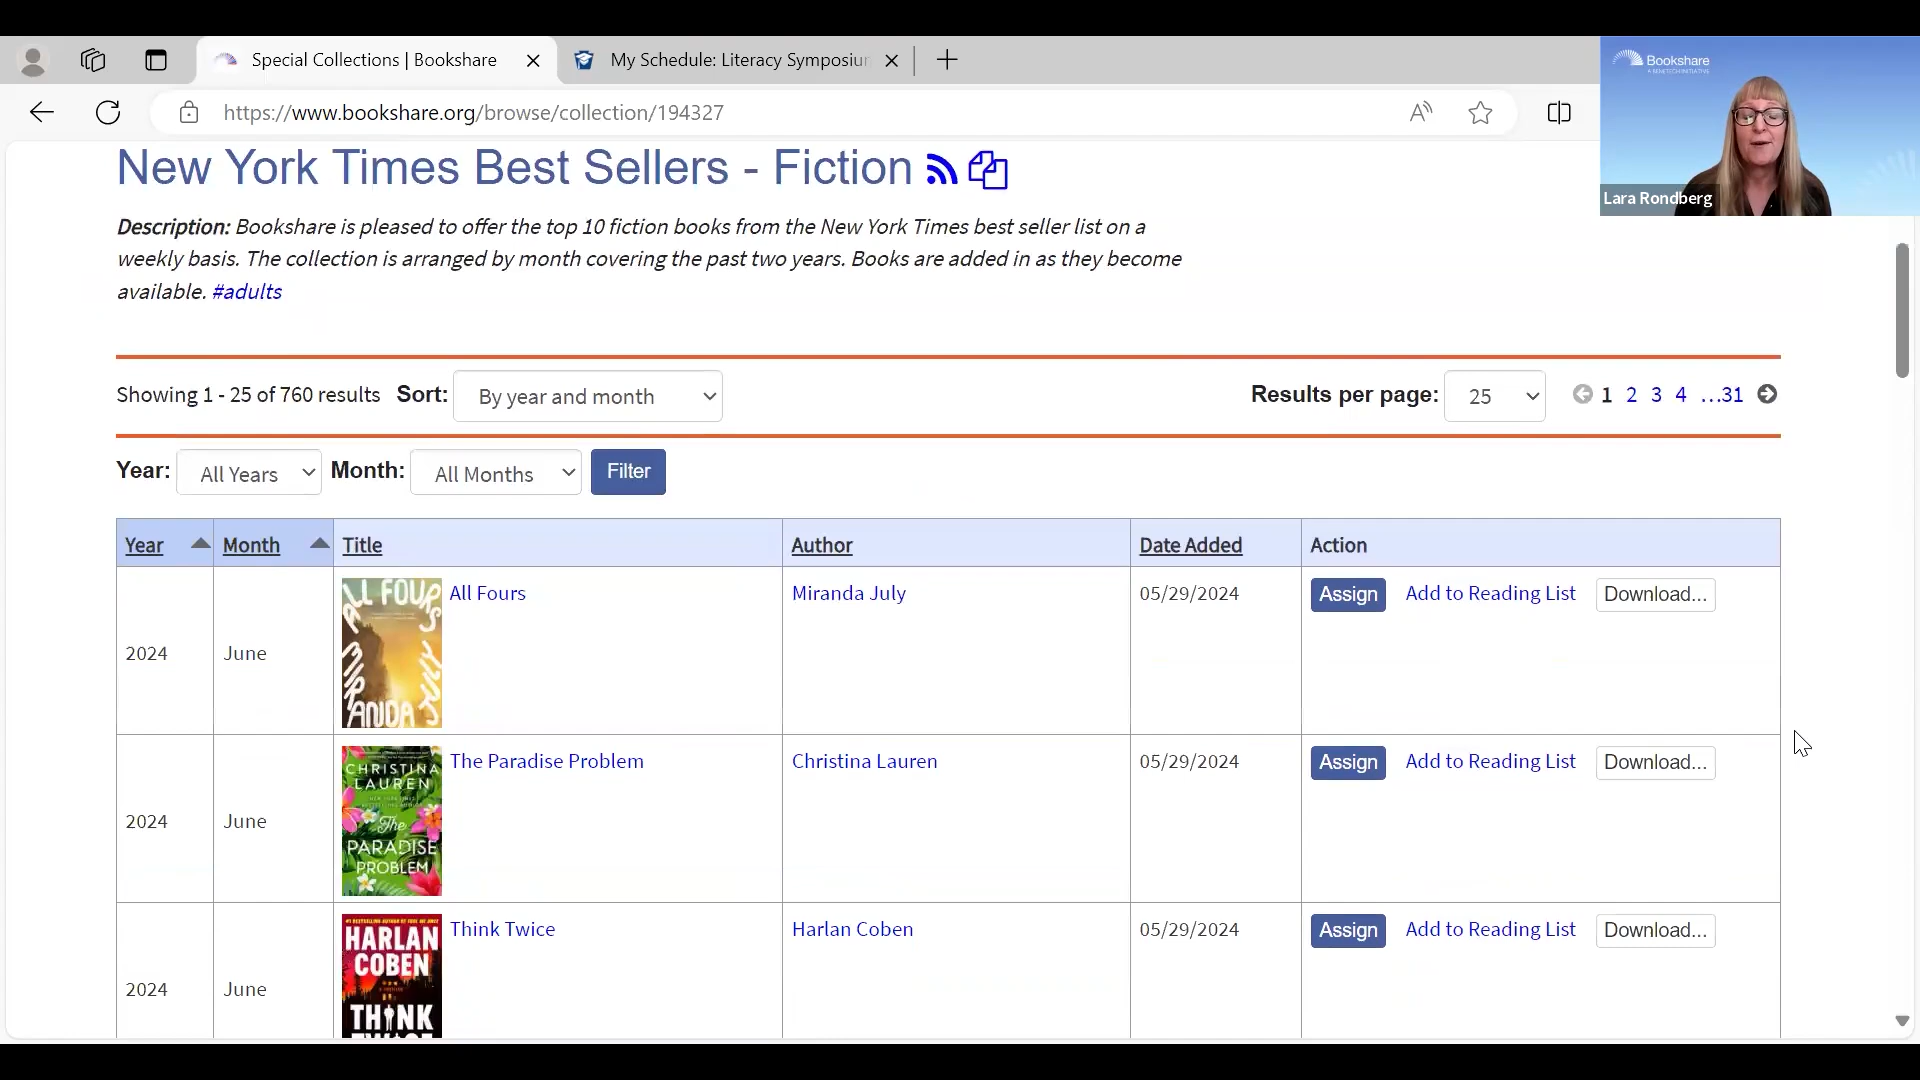 Special Collections | Bookshare
My Schedule: Literacy Symposiu
https://www.bookshare.org/browse/collection/194327
Bookshare
Lara Rondberg
New York Times Best Sellers - Fiction
Description: Bookshare is pleased to offer the top 10 fiction books from the New York Times best seller list on a
weekly basis. The collection is arranged by month covering the past two years. Books are added in as they become
available. #adults
Showing 1 - 25 of 760 results Sort: By year and month Results per page: 25 1 2 3 4 ...31
Year: All Years Month: All Months Filter
Year Month Title Author Date Added Action
All Fours Miranda July 05/29/2024 Assign Add to Reading List Download...
ALL FOURS
MIRANDA JULY
2024 June
The Paradise Problem Christina Lauren 05/29/2024 Assign Add to Reading List Download...
CHRISTINA
LAUREN
The
PARADISE
PROBLEM
2024 June
Think Twice Harlan Coben 05/29/2024 Assign Add to Reading List Download...
HARLAN
COBEN
THINK
TWICE
2024 June